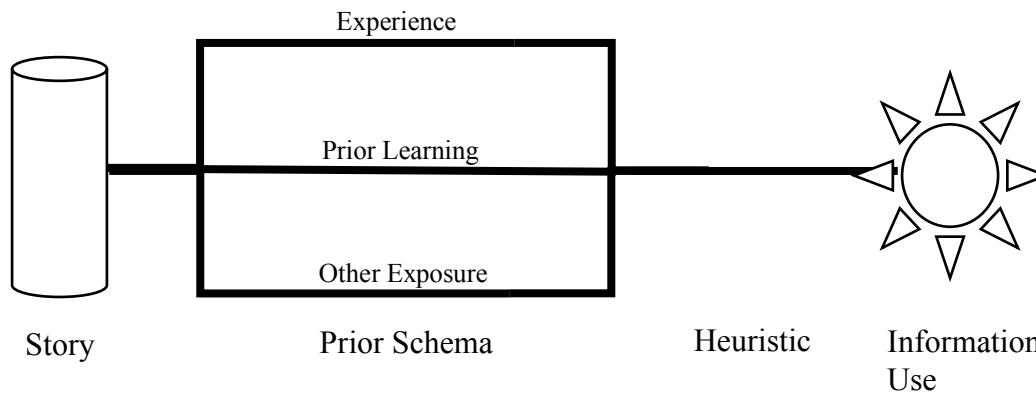 Experience
Prior Learning
Other Exposure
Story
Prior Schema
Heuristic
Information
Use